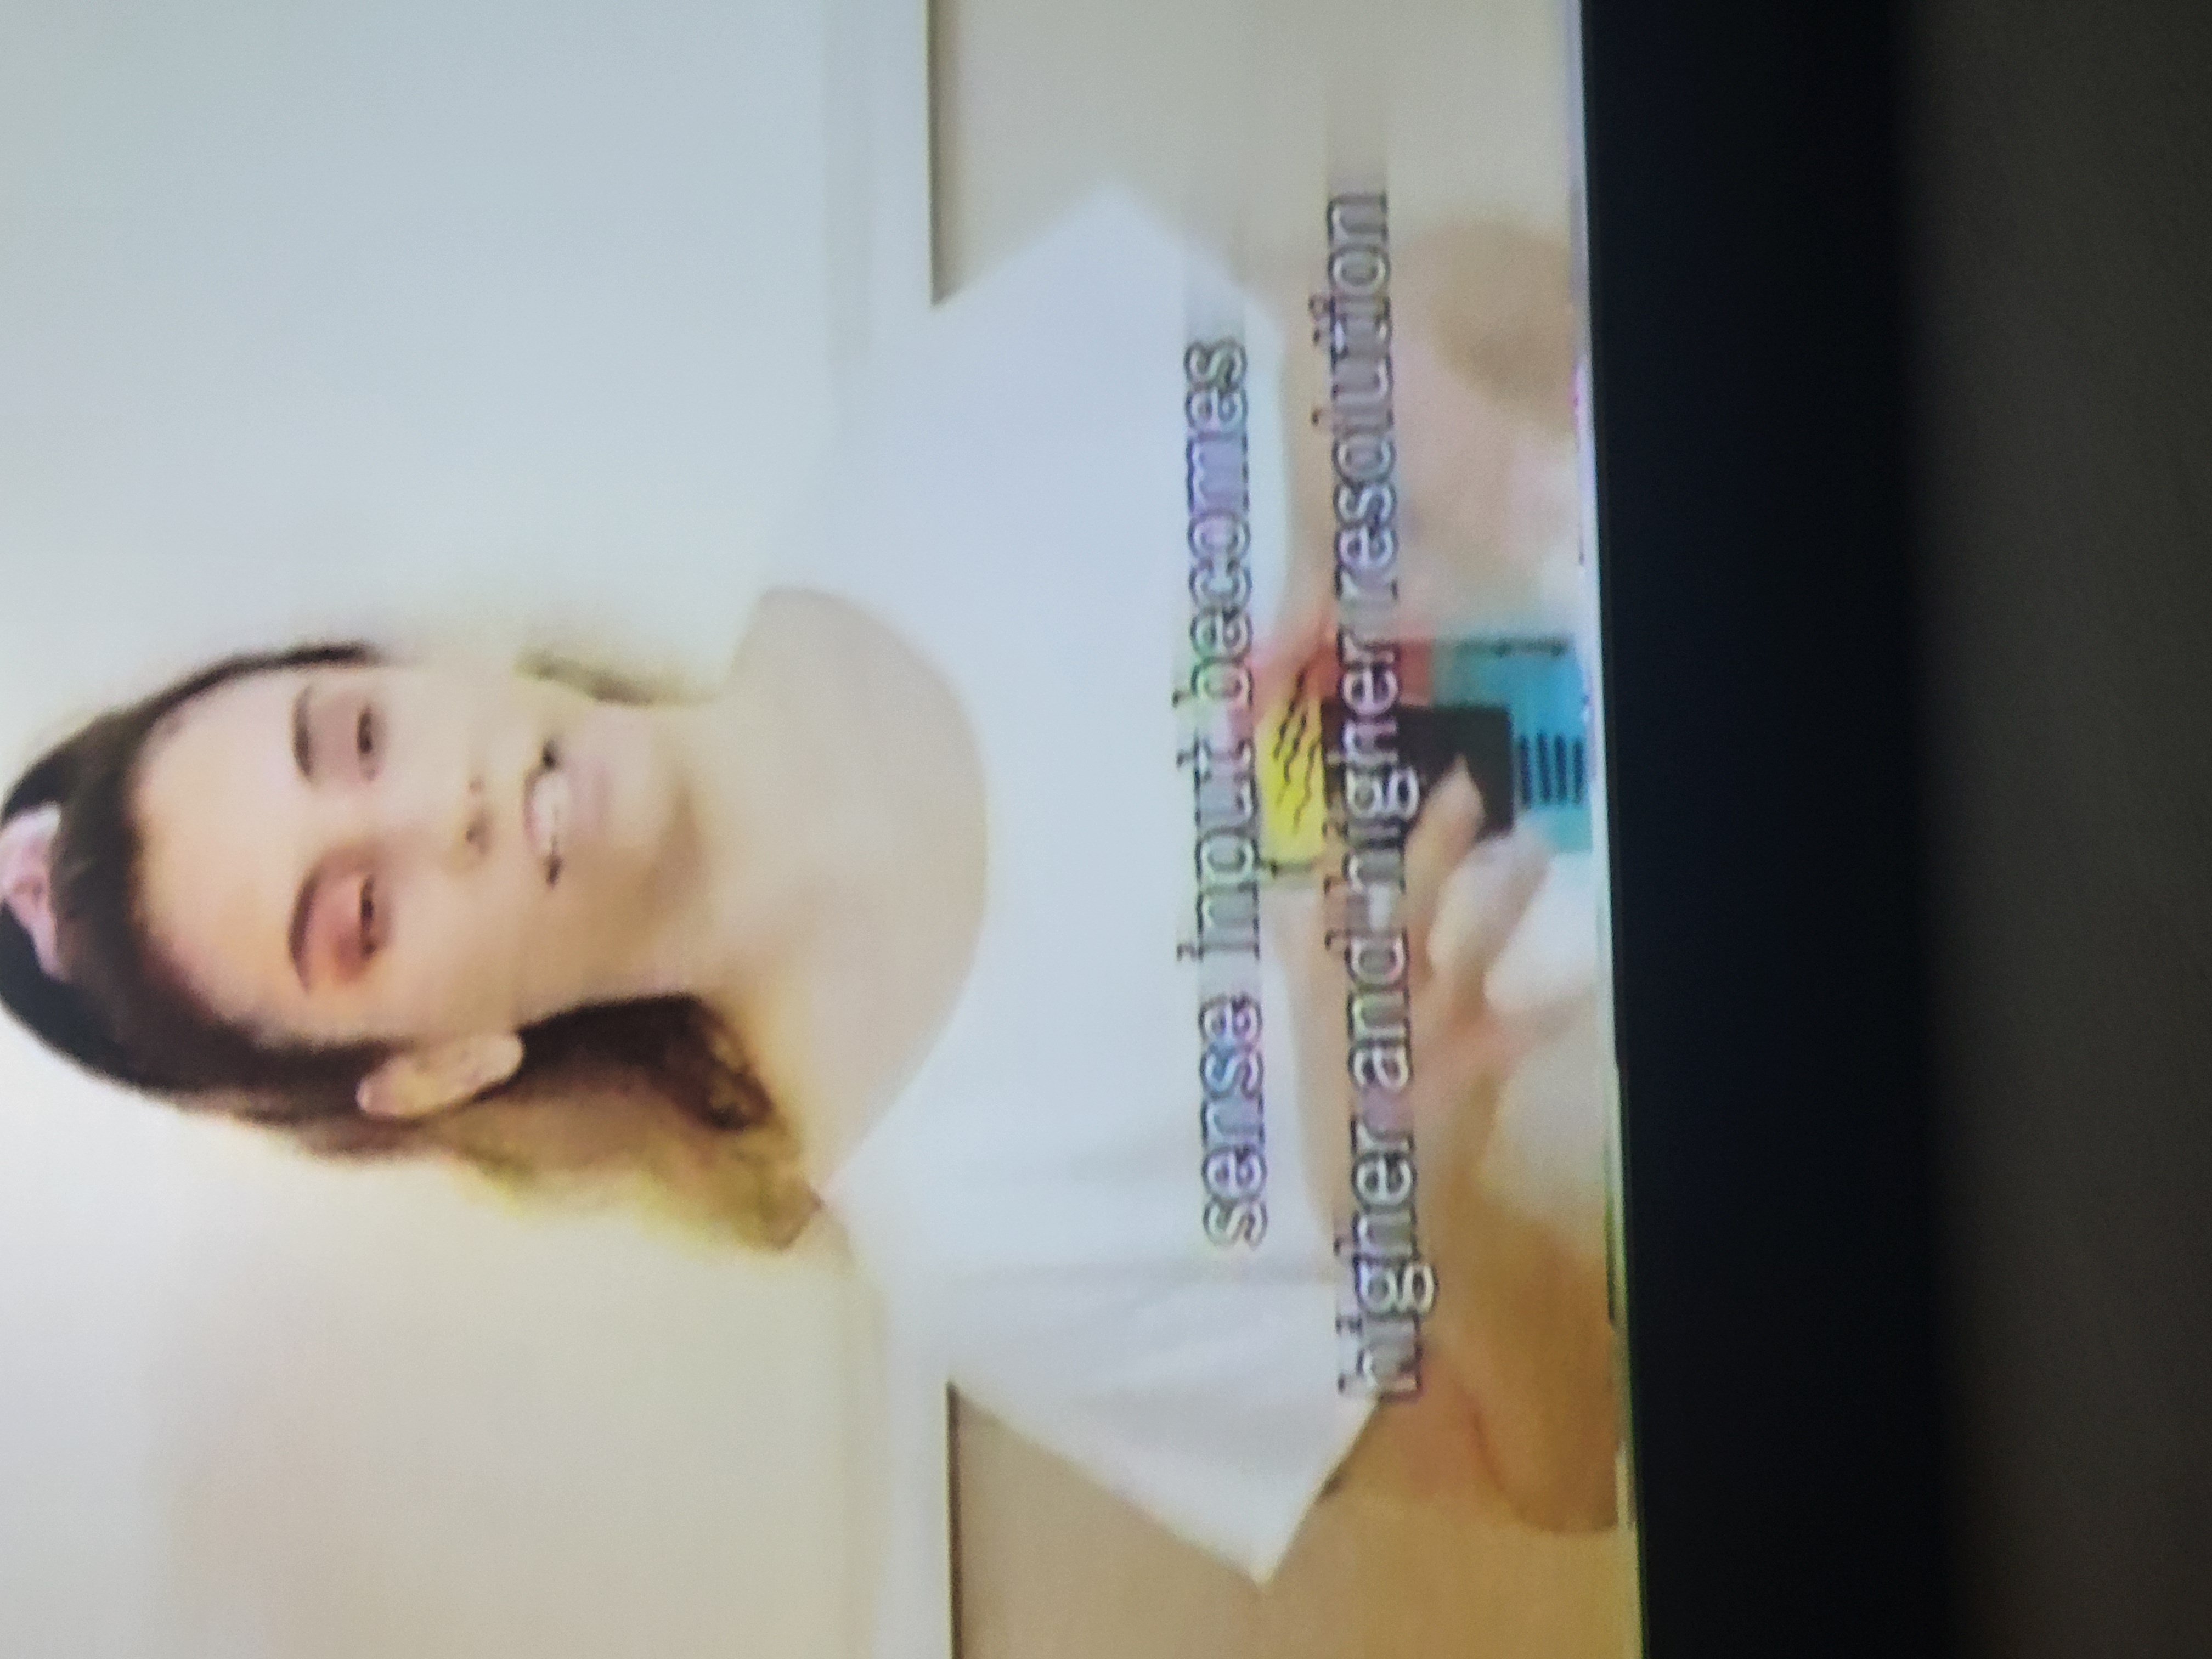 sense input becomes
higher and higher resolution